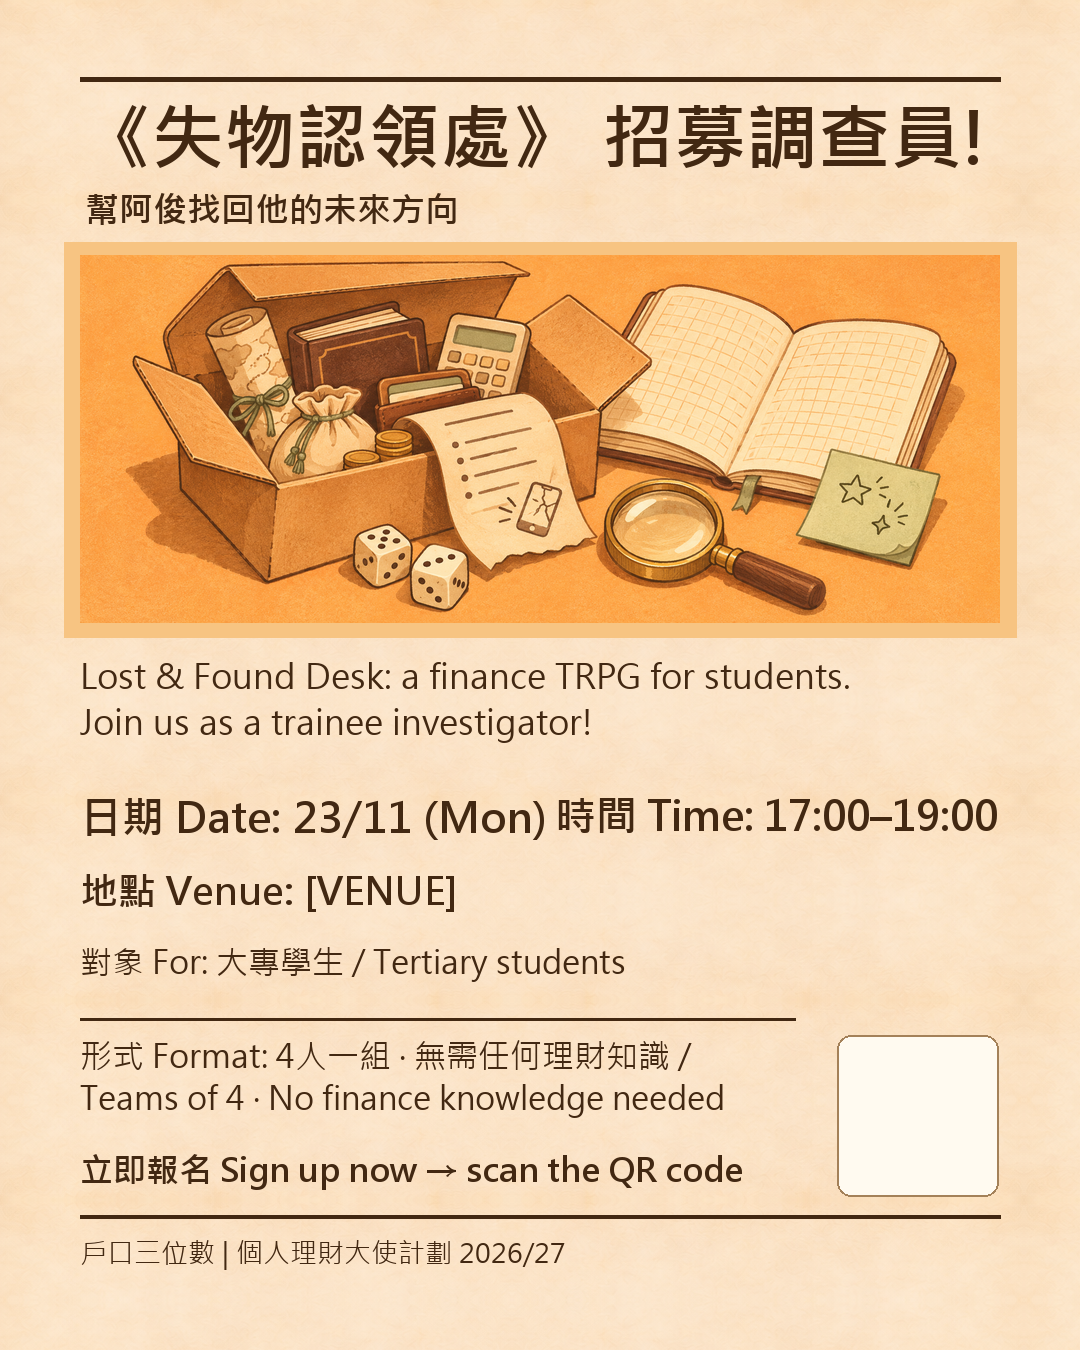 《失物認領處》 招募調查員!
幫阿俊找回他的未來方向
Lost & Found Desk: a finance TRPG for students.
Join us as a trainee investigator!
日期 Date: 23/11 (Mon) 時間 Time: 17:00–19:00
地點 Venue: [VENUE]
對象 For: 大專學生 / Tertiary students
形式 Format: 4人一組 · 無需任何理財知識 /
Teams of 4 · No finance knowledge needed
立即報名 Sign up now → scan the QR code
戶口三位數 | 個人理財大使計劃 2026/27